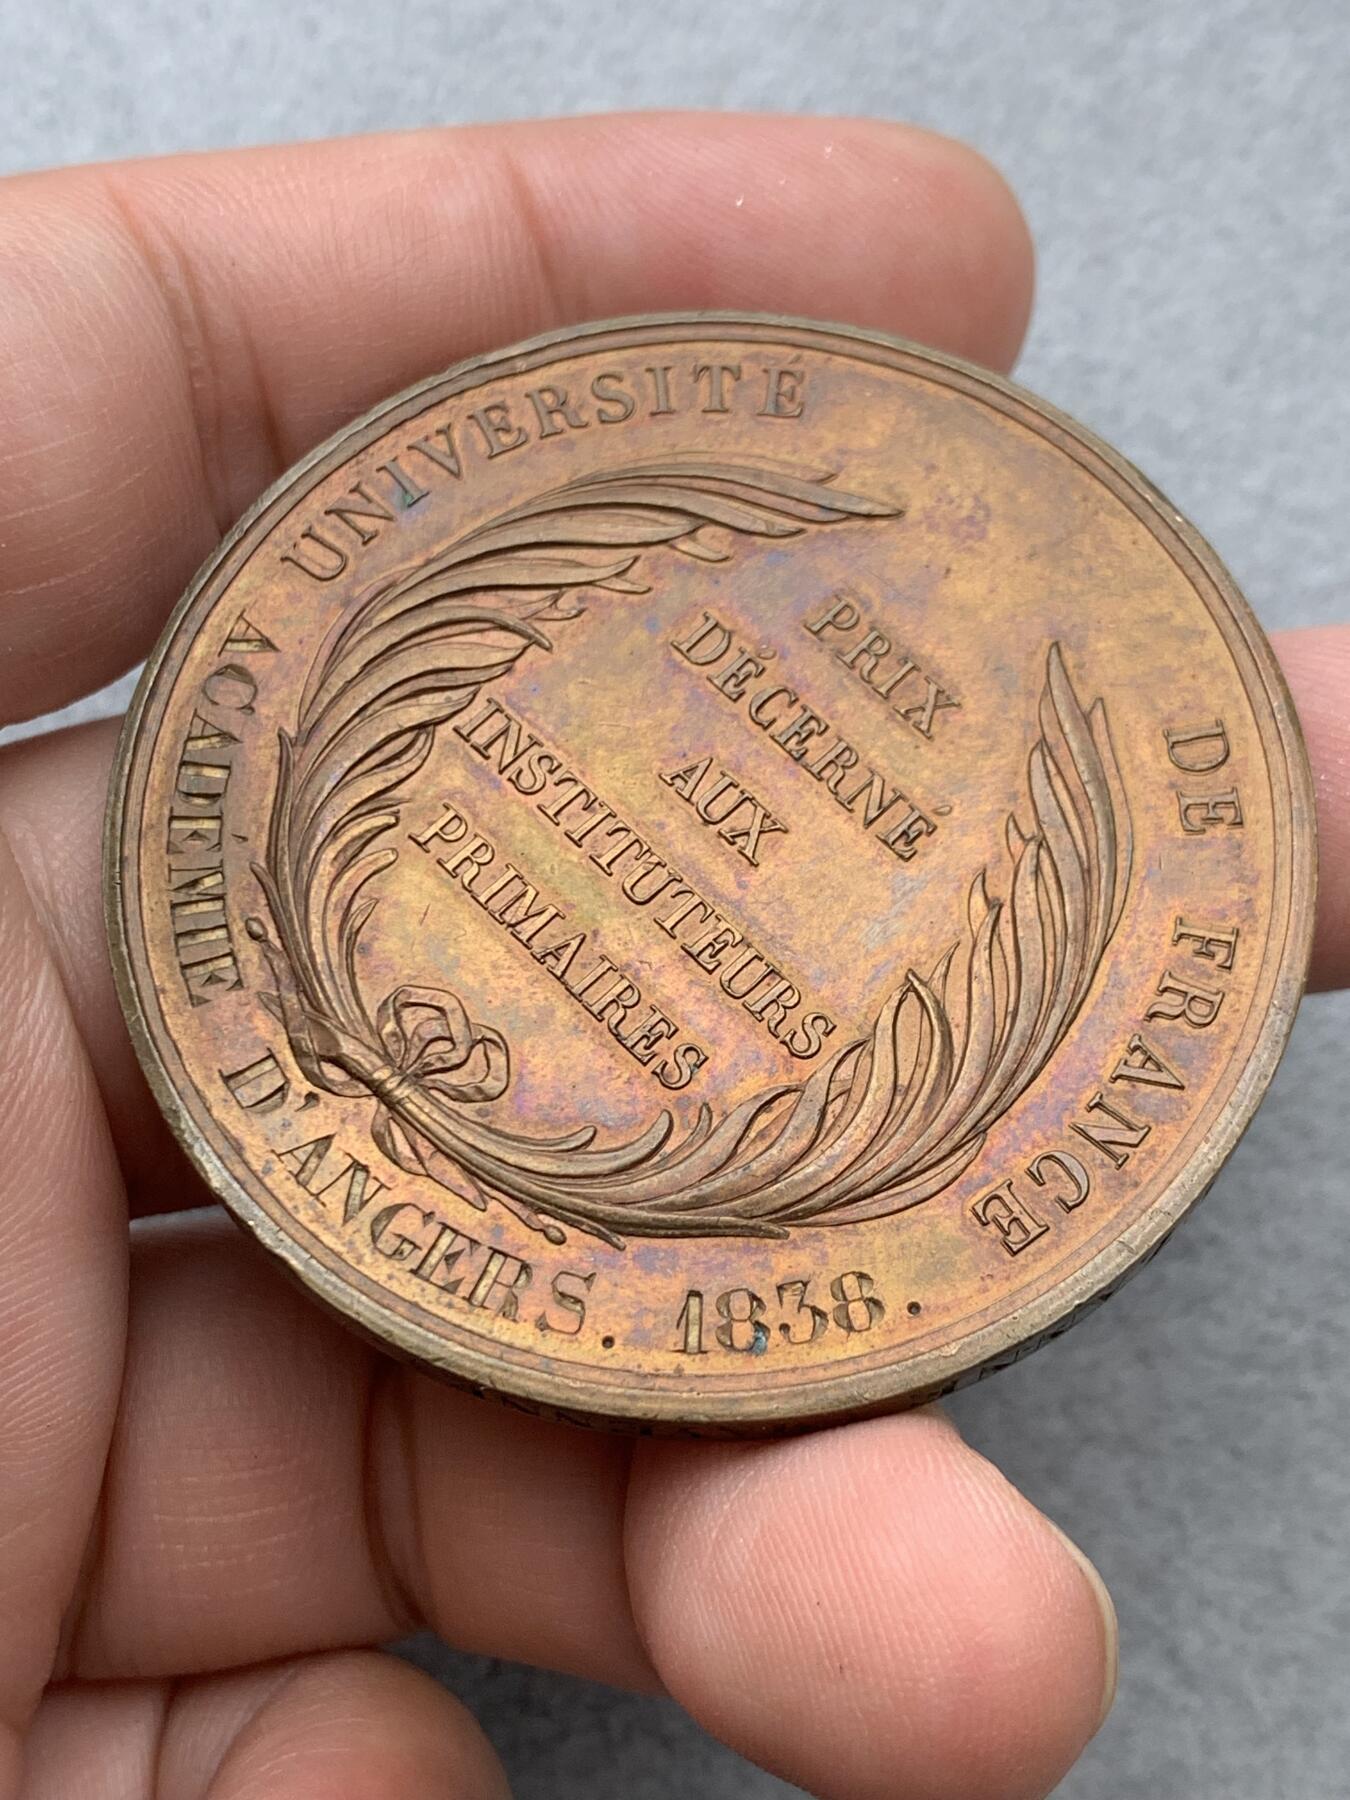 UNIVERSITÉ DE FRANCE
PRIX
DÉCERNÉ
AUX
INSTITUTEURS
PRIMAIRES
ACADÉMIE D'ANGERS. 1838.